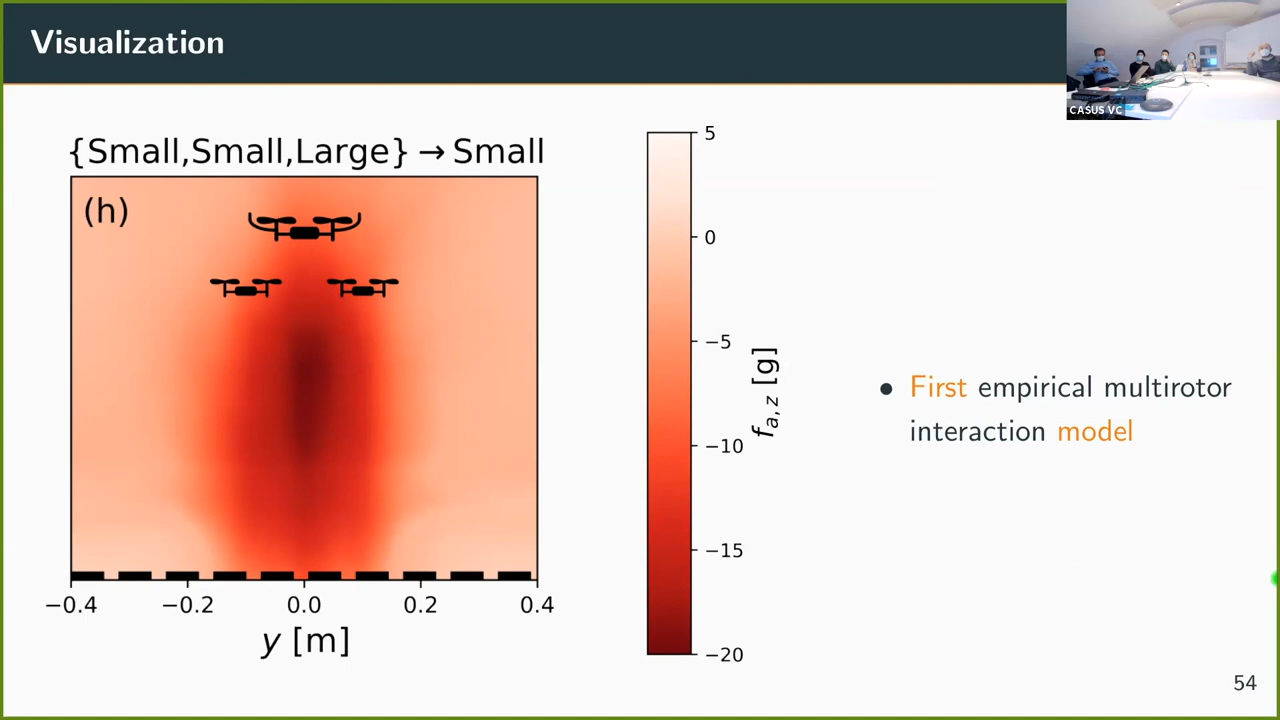 Visualization
CASUS VC
{Small,Small,Large} → Small
(h)
5
0
−5
−10
−15
−20
f_{a,z} [g]
−0.4
−0.2
0.0
0.2
0.4
y [m]
• First empirical multirotor
interaction model
54